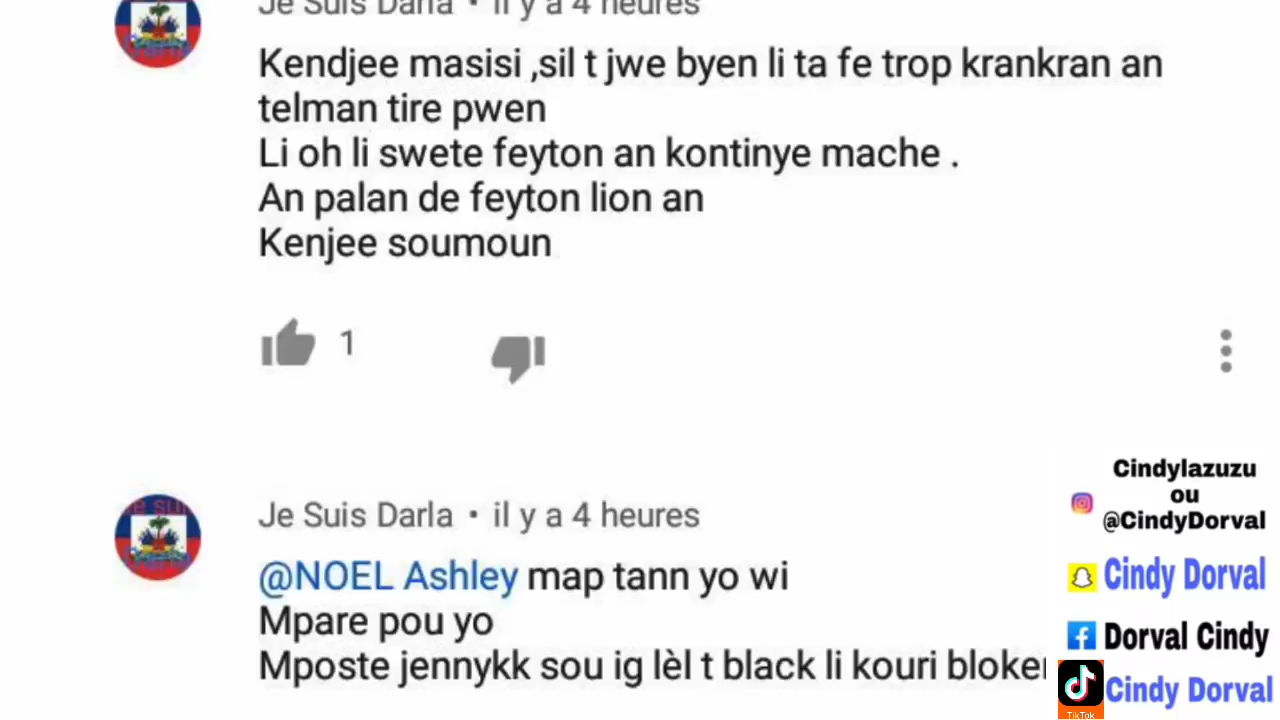 Je Suis Darla • il y a 4 heures
Kendjee masisi ,sil t jwe byen li ta fe trop krankran an
telman tire pwen
Li oh li swete feyton an kontinye mache .
An palan de feyton lion an
Kenjee soumoun
1
Je Suis Darla • il y a 4 heures
@NOEL Ashley map tann yo wi
Mpare pou yo
Mposte jennykk sou ig lèl t black li kouri bloke
Cindylazuzu
ou
@CindyDorval
Cindy Dorval
Dorval Cindy
TikTok
Cindy Dorval